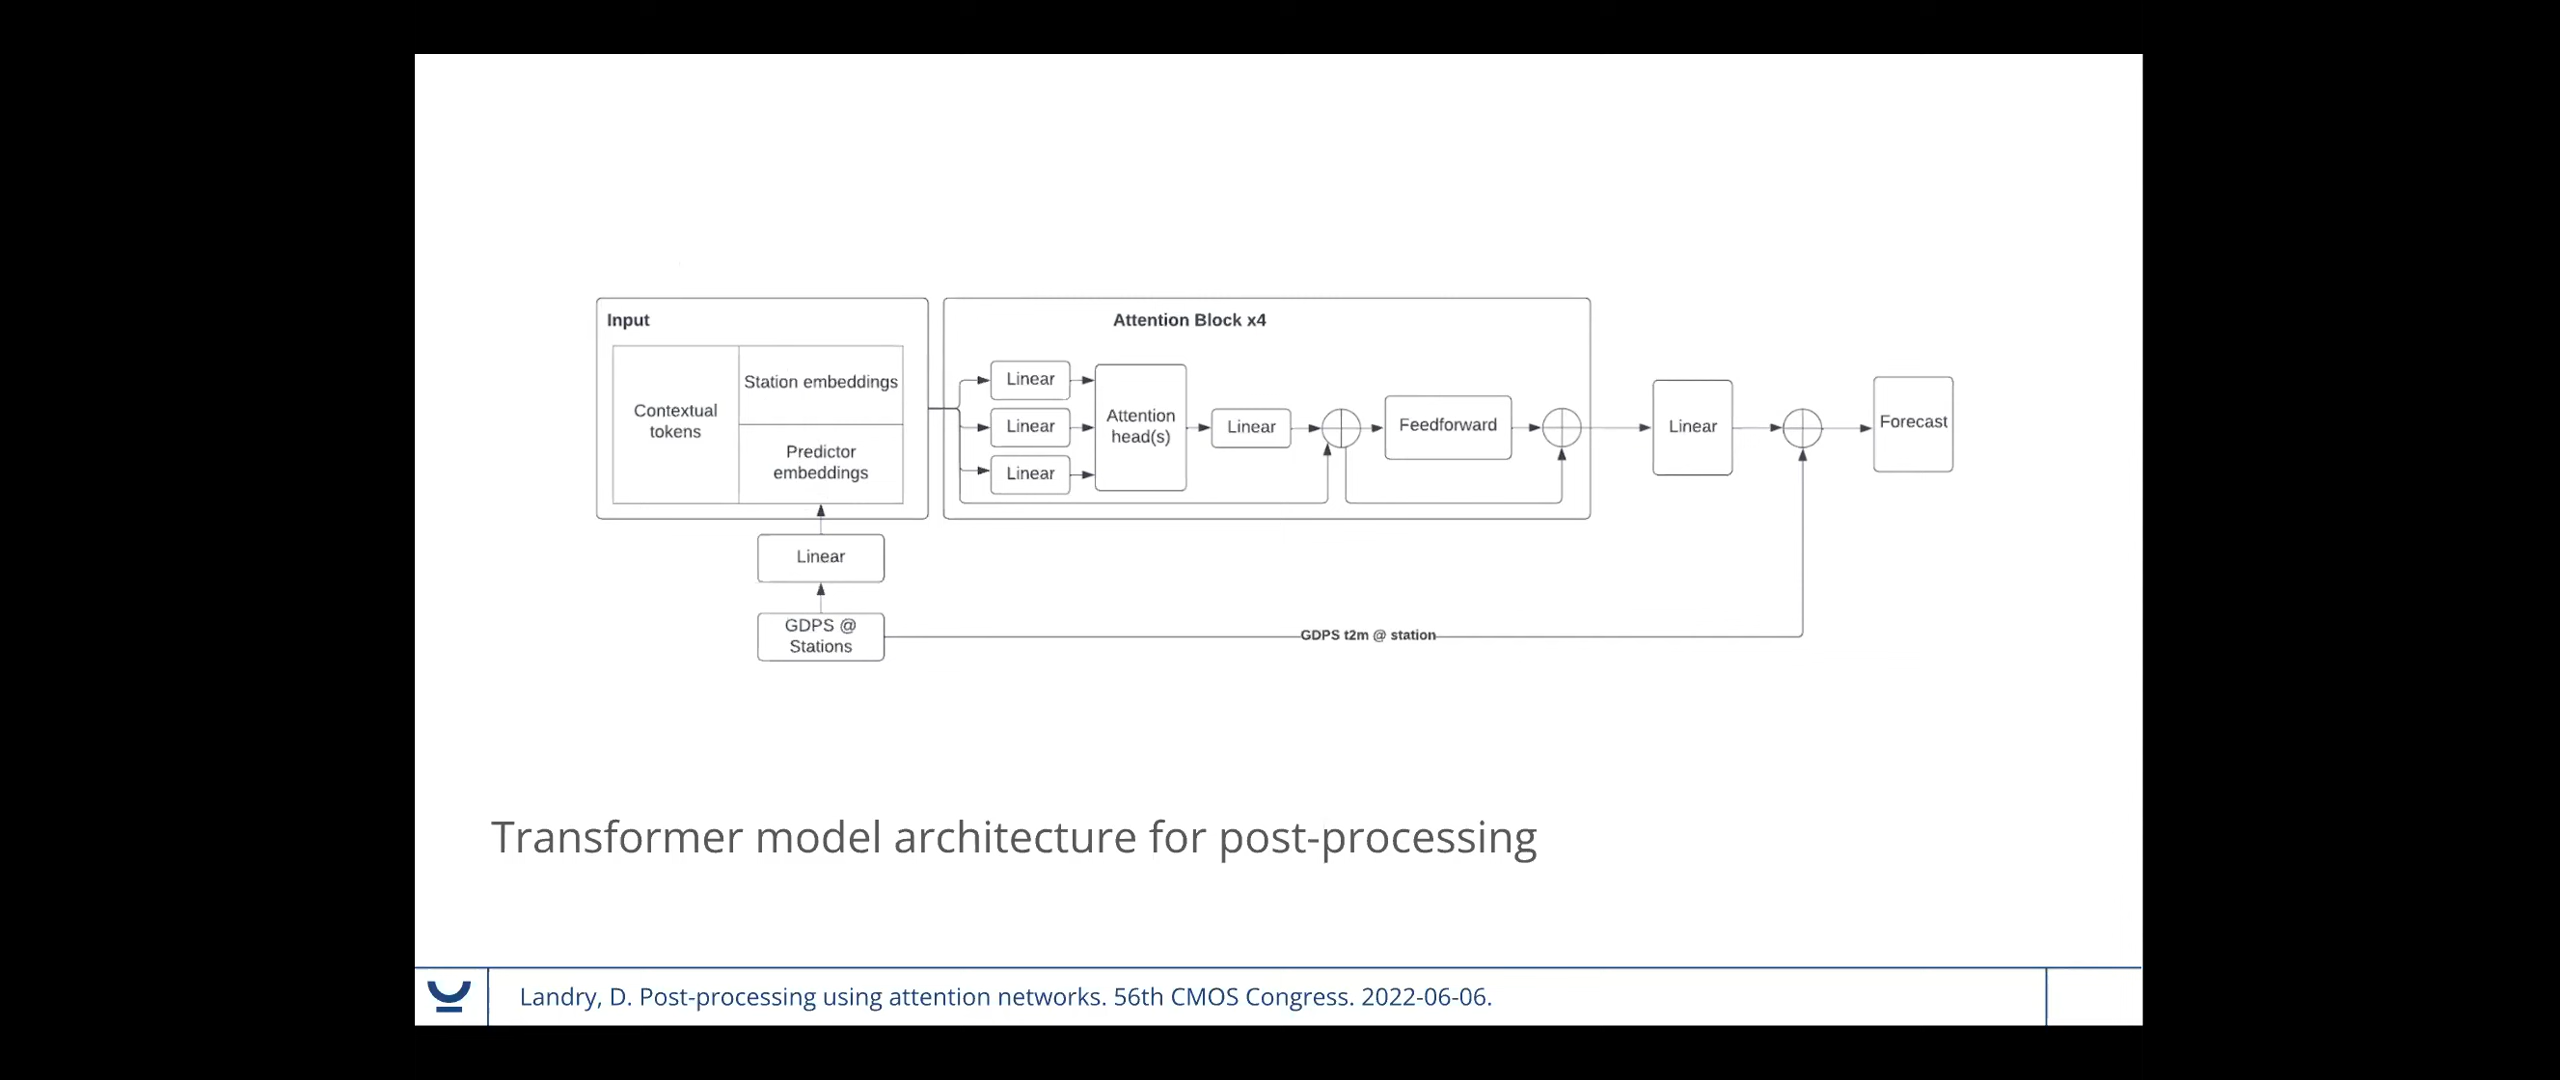 Input
Contextual
tokens
Station embeddings
Predictor
embeddings
Linear
GDPS @
Stations
Attention Block x4
Linear
Linear
Linear
Attention
head(s)
Linear
Feedforward
Linear
Forecast
GDPS t2m @ station
Transformer model architecture for post-processing
Landry, D. Post-processing using attention networks. 56th CMOS Congress. 2022-06-06.